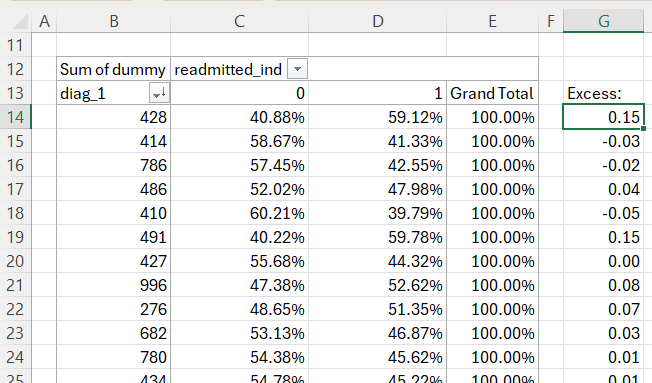 A B C D E F G
11
12 Sum of dummy readmitted_ind
13 diag_1 0 1 Grand Total Excess:
14 428 40.88% 59.12% 100.00% 0.15
15 414 58.67% 41.33% 100.00% -0.03
16 786 57.45% 42.55% 100.00% -0.02
17 486 52.02% 47.98% 100.00% 0.04
18 410 60.21% 39.79% 100.00% -0.05
19 491 40.22% 59.78% 100.00% 0.15
20 427 55.68% 44.32% 100.00% 0.00
21 996 47.38% 52.62% 100.00% 0.08
22 276 48.65% 51.35% 100.00% 0.07
23 682 53.13% 46.87% 100.00% 0.03
24 780 54.38% 45.62% 100.00% 0.01
25 434 54.78% 45.22% 100.00% 0.01